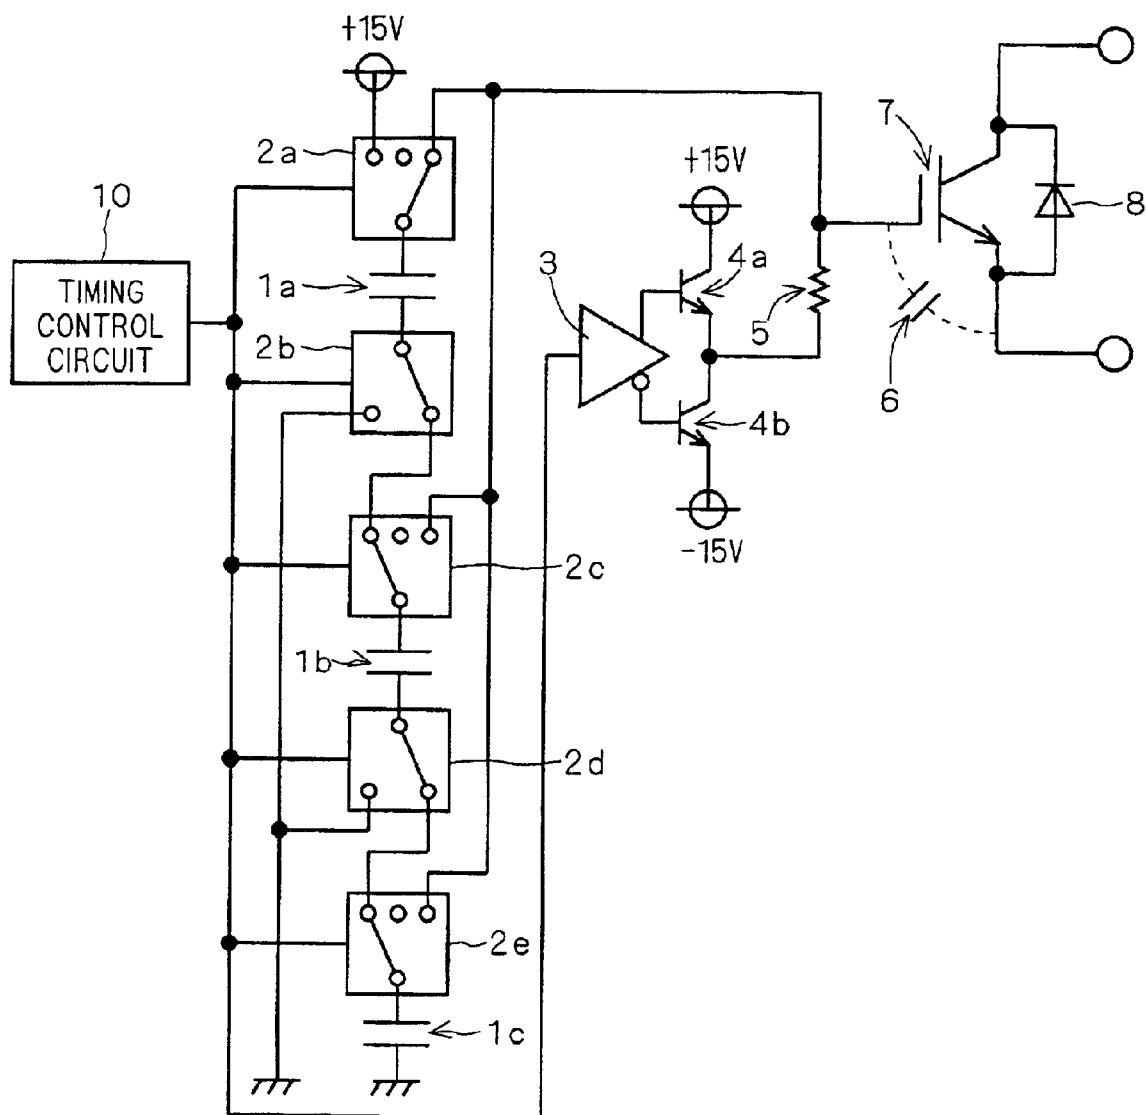 +15V
2a
7
+15V
8
10
3
4a
1a
TIMING
CONTROL
CIRCUIT
2b
5
6
4b
-15V
2c
1b
2d
2e
1c